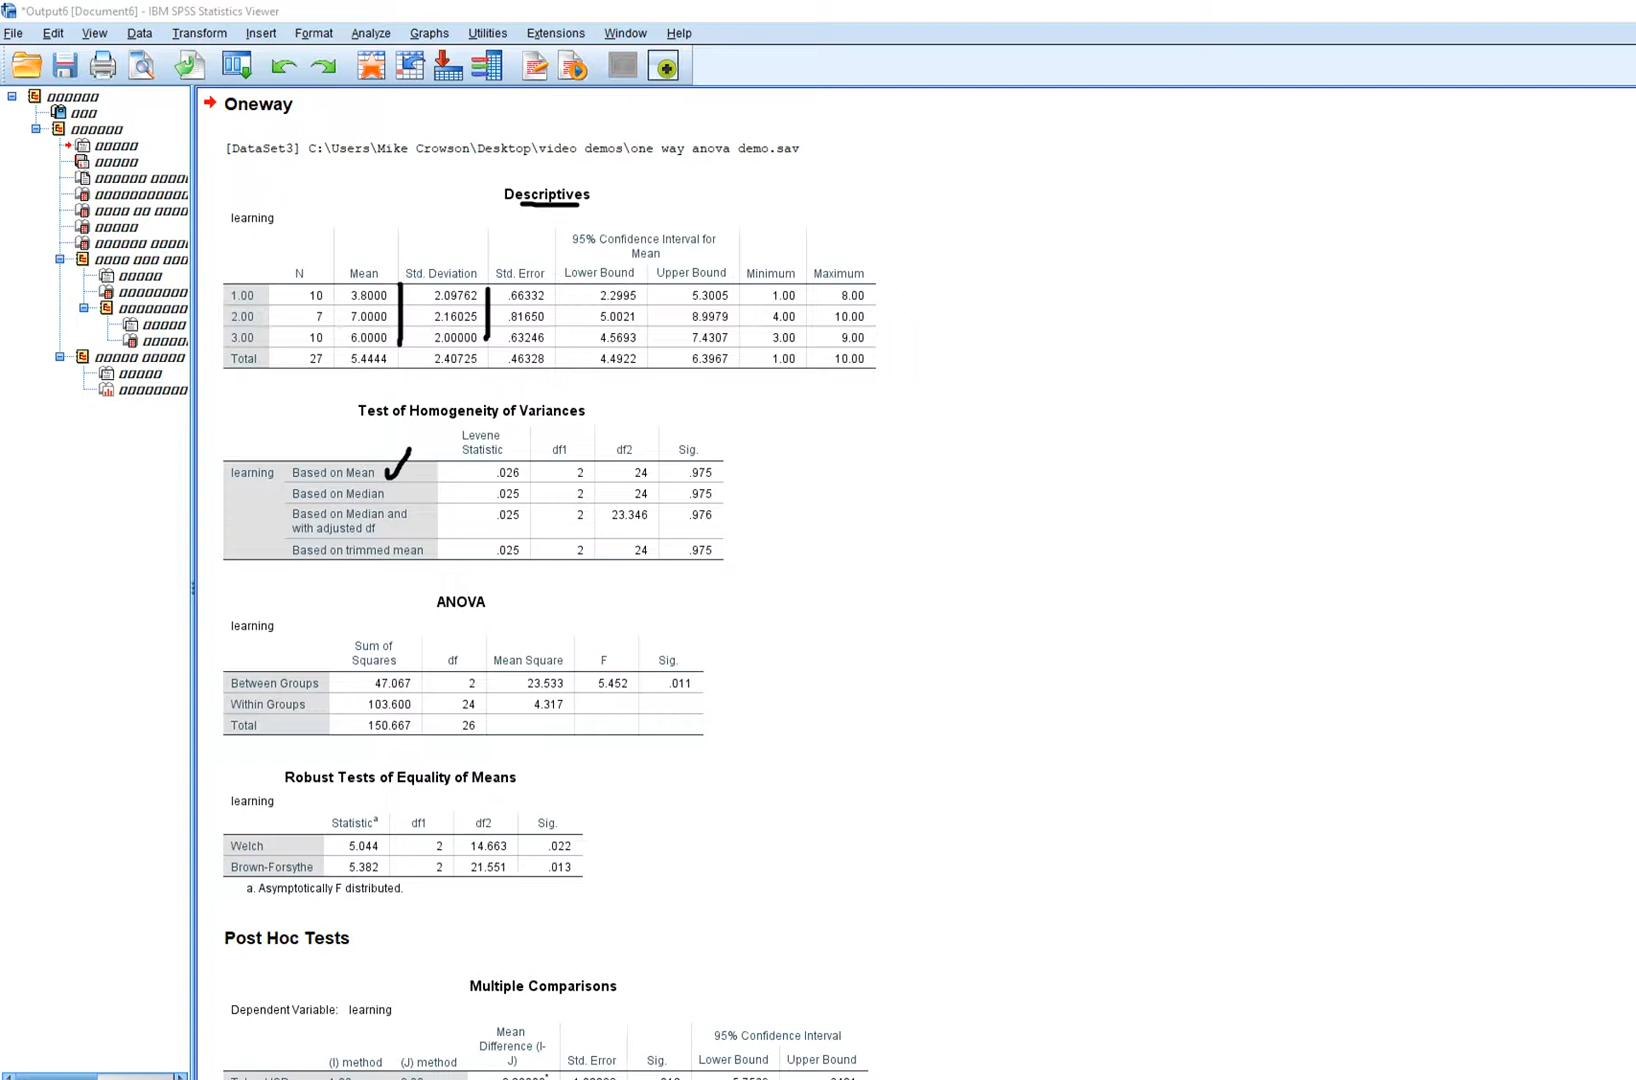 *Output6 [Document6] - IBM SPSS Statistics Viewer
File Edit View Data Transform Insert Format Analyze Graphs Utilities Extensions Window Help
Oneway
[DataSet3] C:\Users\Mike Crowson\Desktop\video demos\one way anova demo.sav
Descriptives
learning
95% Confidence Interval for Mean
N Mean Std. Deviation Std. Error Lower Bound Upper Bound Minimum Maximum
1.00 10 3.8000 2.09762 .66332 2.2995 5.3005 1.00 8.00
2.00 7 7.0000 2.16025 .81650 5.0021 8.9979 4.00 10.00
3.00 10 6.0000 2.00000 .63246 4.5693 7.4307 3.00 9.00
Total 27 5.4444 2.40725 .46328 4.4922 6.3967 1.00 10.00
Test of Homogeneity of Variances
Levene Statistic df1 df2 Sig.
learning Based on Mean .026 2 24 .975
Based on Median .025 2 24 .975
Based on Median and with adjusted df .025 2 23.346 .976
Based on trimmed mean .025 2 24 .975
ANOVA
learning
Sum of Squares df Mean Square F Sig.
Between Groups 47.067 2 23.533 5.452 .011
Within Groups 103.600 24 4.317
Total 150.667 26
Robust Tests of Equality of Means
learning
Statistica df1 df2 Sig.
Welch 5.044 2 14.663 .022
Brown-Forsythe 5.382 2 21.551 .013
a. Asymptotically F distributed.
Post Hoc Tests
Multiple Comparisons
Dependent Variable: learning
Mean Difference (I-J) 95% Confidence Interval
(I) method (J) method Std. Error Sig. Lower Bound Upper Bound